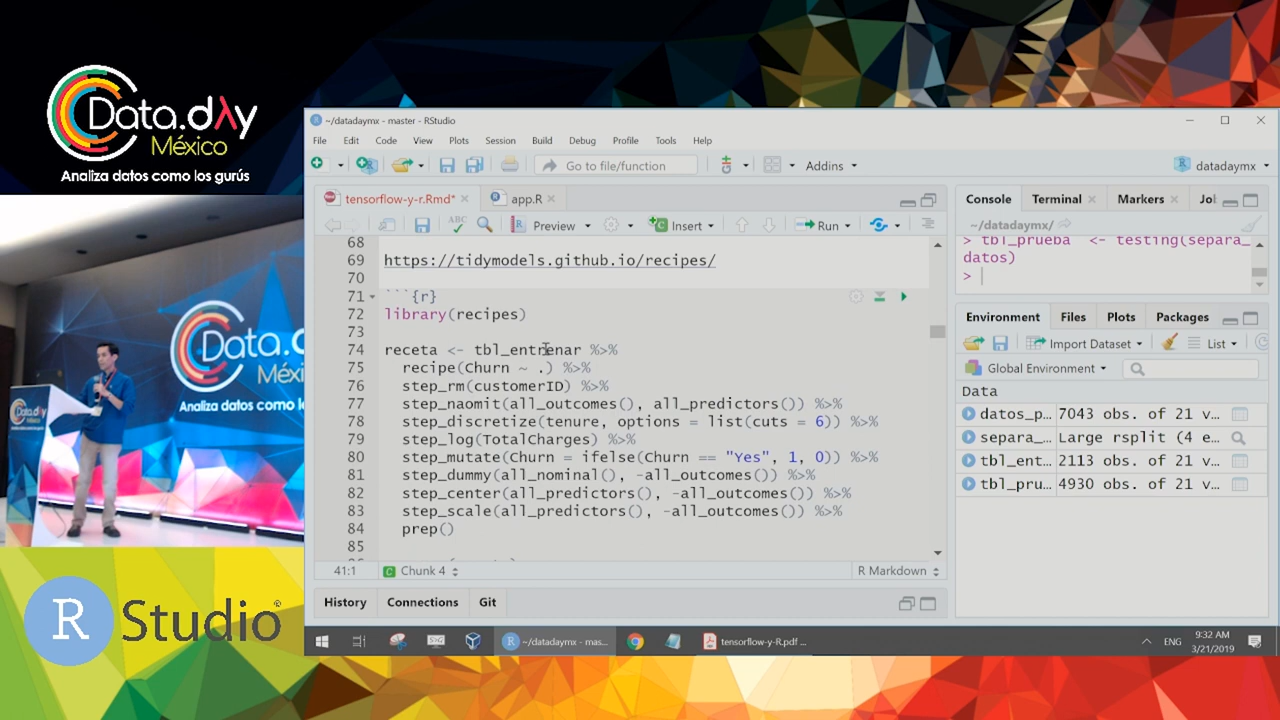 Data.dλy
México
Analiza datos como los gurús
Data.
Méxi
Analiza datos como lo
Data.dλy
R Studio®
~/datadaymx - master - RStudio
File Edit Code View Plots Session Build Debug Profile Tools Help
Go to file/function Addins datadaymx
tensorflow-y-r.Rmd* app.R
ABC Preview Insert Run
68
69 https://tidymodels.github.io/recipes/
70
71 ```{r}
72 library(recipes)
73
74 receta <- tbl_entrenar %>%
75 recipe(Churn ~ .) %>%
76 step_rm(customerID) %>%
77 step_naomit(all_outcomes(), all_predictors()) %>%
78 step_discretize(tenure, options = list(cuts = 6)) %>%
79 step_log(TotalCharges) %>%
80 step_mutate(Churn = ifelse(Churn == "Yes", 1, 0)) %>%
81 step_dummy(all_nominal(), -all_outcomes()) %>%
82 step_center(all_predictors(), -all_outcomes()) %>%
83 step_scale(all_predictors(), -all_outcomes()) %>%
84 prep()
85
41:1 Chunk 4 R Markdown
History Connections Git
Console Terminal Markers Jol
~/datadaymx/
> tbl_prueba <- testing(separa_
datos)
>
Environment Files Plots Packages
Import Dataset List
Global Environment
Data
datos_p… 7043 obs. of 21 v…
separa_… Large rsplit (4 e…
tbl_ent… 2113 obs. of 21 v…
tbl_pru… 4930 obs. of 21 v…
~/datadaymx - mas... tensorflow-y-R.pdf ...
ENG 9:32 AM
3/21/2019